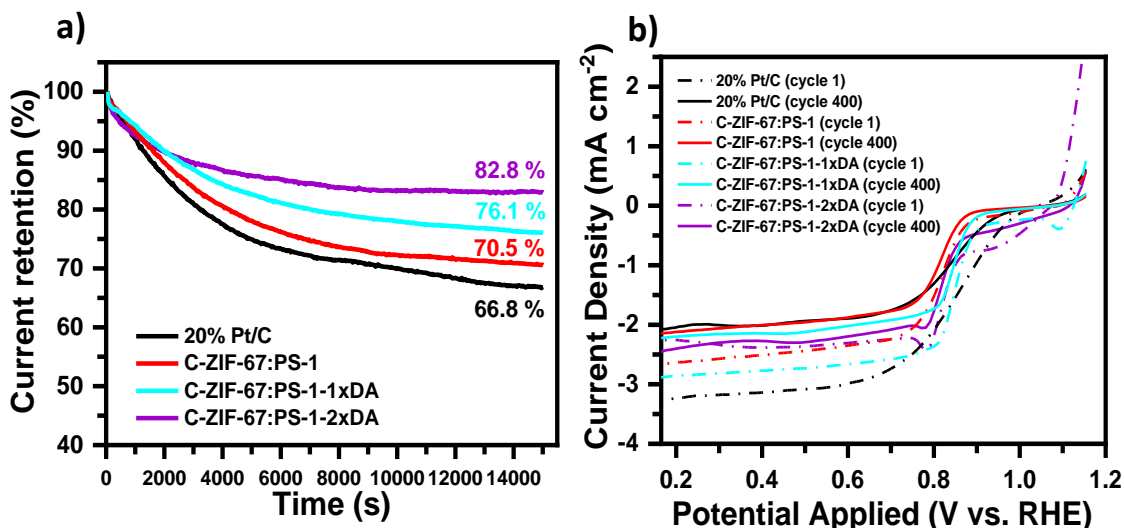 a)
Current retention (%)
100
90
80
70
60
50
40
82.8 %
76.1 %
70.5 %
66.8 %
20% Pt/C
C-ZIF-67:PS-1
C-ZIF-67:PS-1-1xDA
C-ZIF-67:PS-1-2xDA
0 2000 4000 6000 8000 10000 12000 14000
Time (s)
b)
Current Density (mA cm-2)
2
1
0
-1
-2
-3
-4
20% Pt/C (cycle 1)
20% Pt/C (cycle 400)
C-ZIF-67:PS-1 (cycle 1)
C-ZIF-67:PS-1 (cycle 400)
C-ZIF-67:PS-1-1xDA (cycle 1)
C-ZIF-67:PS-1-1xDA (cycle 400)
C-ZIF-67:PS-1-2xDA (cycle 1)
C-ZIF-67:PS-1-2xDA (cycle 400)
0.2 0.4 0.6 0.8 1.0 1.2
Potential Applied (V vs. RHE)